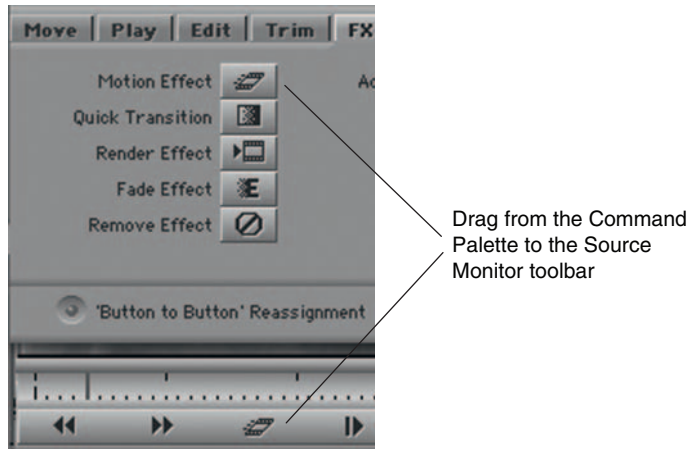 Move Play Edit Trim FX
Motion Effect
Quick Transition
Render Effect
Fade Effect
Remove Effect
'Button to Button' Reassignment
Drag from the Command
Palette to the Source
Monitor toolbar